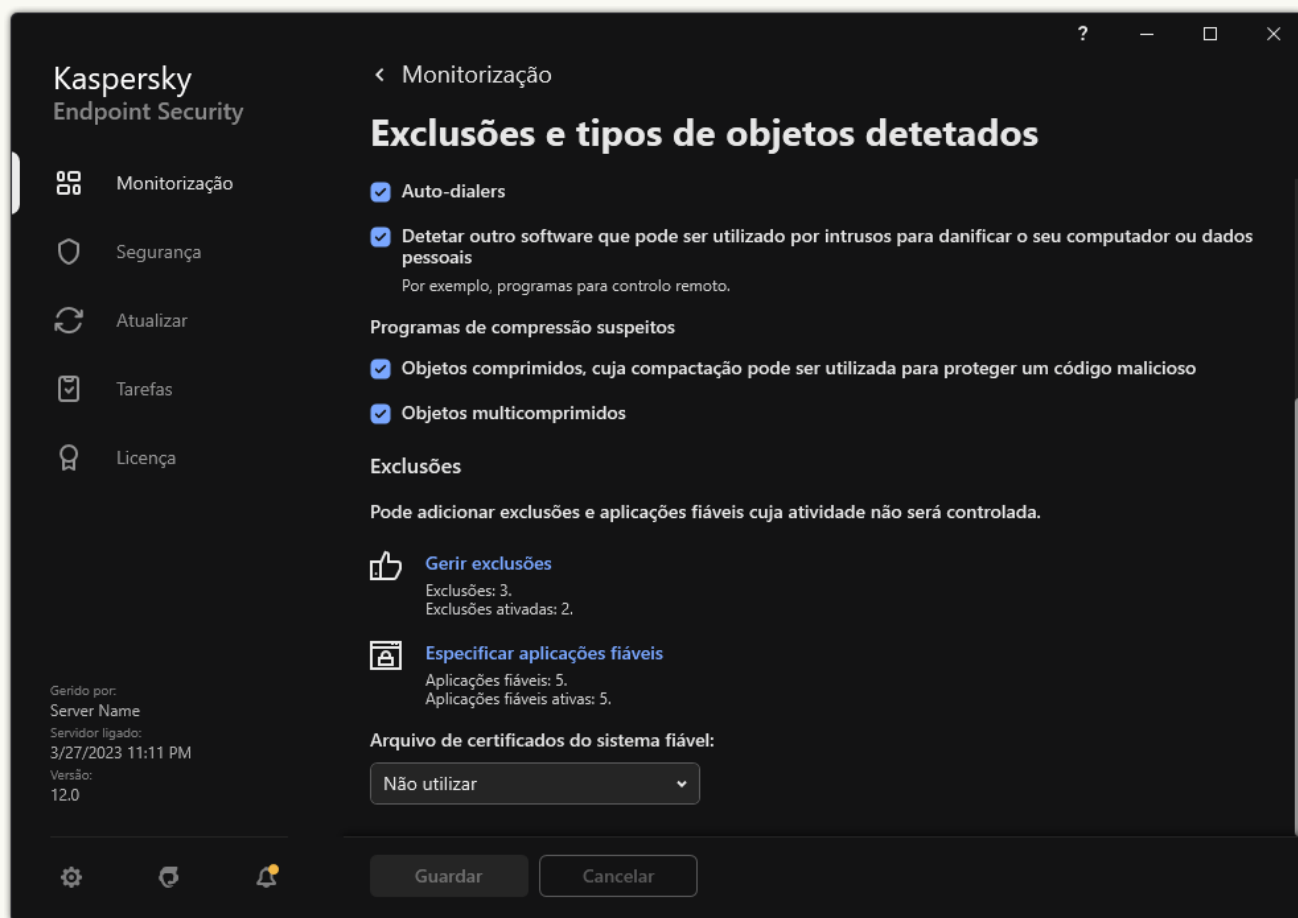 ?
Kaspersky
Endpoint Security
Monitorização
Segurança
Atualizar
Tarefas
Licença
Gerido por:
Server Name
Servidor ligado:
3/27/2023 11:11 PM
Versão:
12.0
Monitorização
Exclusões e tipos de objetos detetados
Auto-dialers
Detetar outro software que pode ser utilizado por intrusos para danificar o seu computador ou dados
pessoais
Por exemplo, programas para controlo remoto.
Programas de compressão suspeitos
Objetos comprimidos, cuja compactação pode ser utilizada para proteger um código malicioso
Objetos multicomprimidos
Exclusões
Pode adicionar exclusões e aplicações fiáveis cuja atividade não será controlada.
Gerir exclusões
Exclusões: 3.
Exclusões ativadas: 2.
Especificar aplicações fiáveis
Aplicações fiáveis: 5.
Aplicações fiáveis ativas: 5.
Arquivo de certificados do sistema fiável:
Não utilizar
Guardar
Cancelar